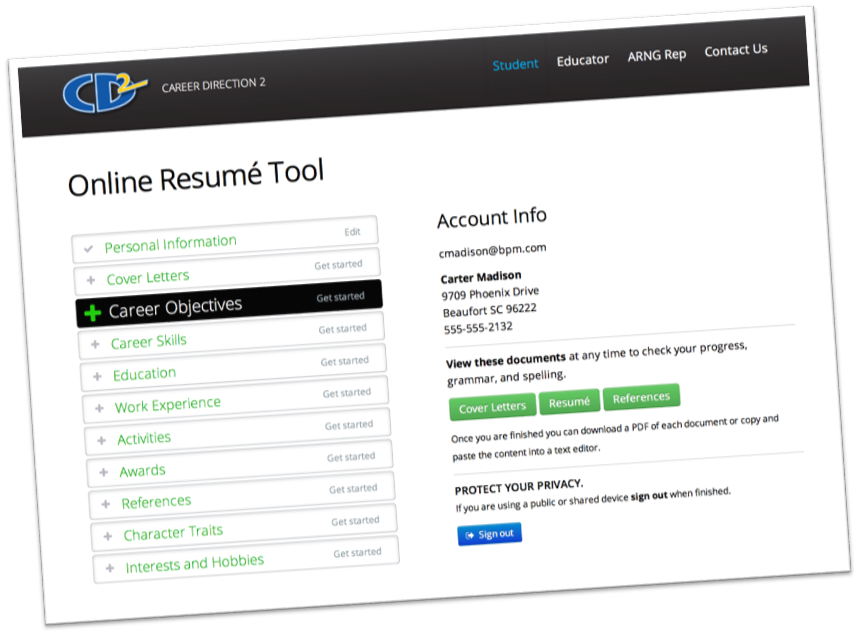 CD2
CAREER DIRECTION 2
Student
Educator
ARNG Rep
Contact Us
Online Resumé Tool
Personal Information
Edit
Cover Letters
Get started
Career Objectives
Get started
Career Skills
Get started
Education
Get started
Work Experience
Get started
Activities
Get started
Awards
Get started
References
Get started
Character Traits
Get started
Interests and Hobbies
Get started
Account Info
cmadison@bpm.com
Carter Madison
9709 Phoenix Drive
Beaufort SC 96222
555-555-2132
View these documents at any time to check your progress,
grammar, and spelling.
Cover Letters
Resumé
References
Once you are finished you can download a PDF of each document or copy and
paste the content into a text editor.
PROTECT YOUR PRIVACY.
If you are using a public or shared device sign out when finished.
Sign out